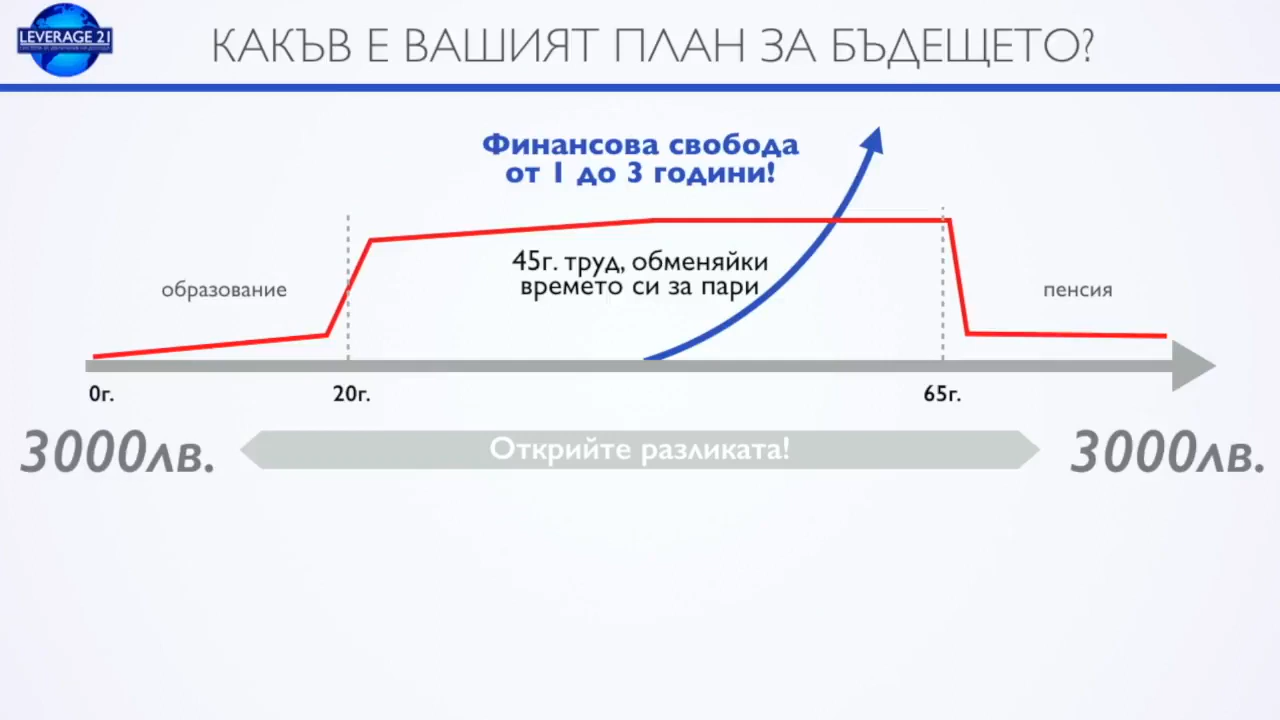 LEVERAGE 21
КАКЪВ Е ВАШИЯТ ПЛАН ЗА БЪДЕЩЕТО?
Финансова свобода
от 1 до 3 години!
45г. труд, обменяйки
времето си за пари
образование
пенсия
0г.
20г.
65г.
3000лв.
Открийте разликата!
3000лв.